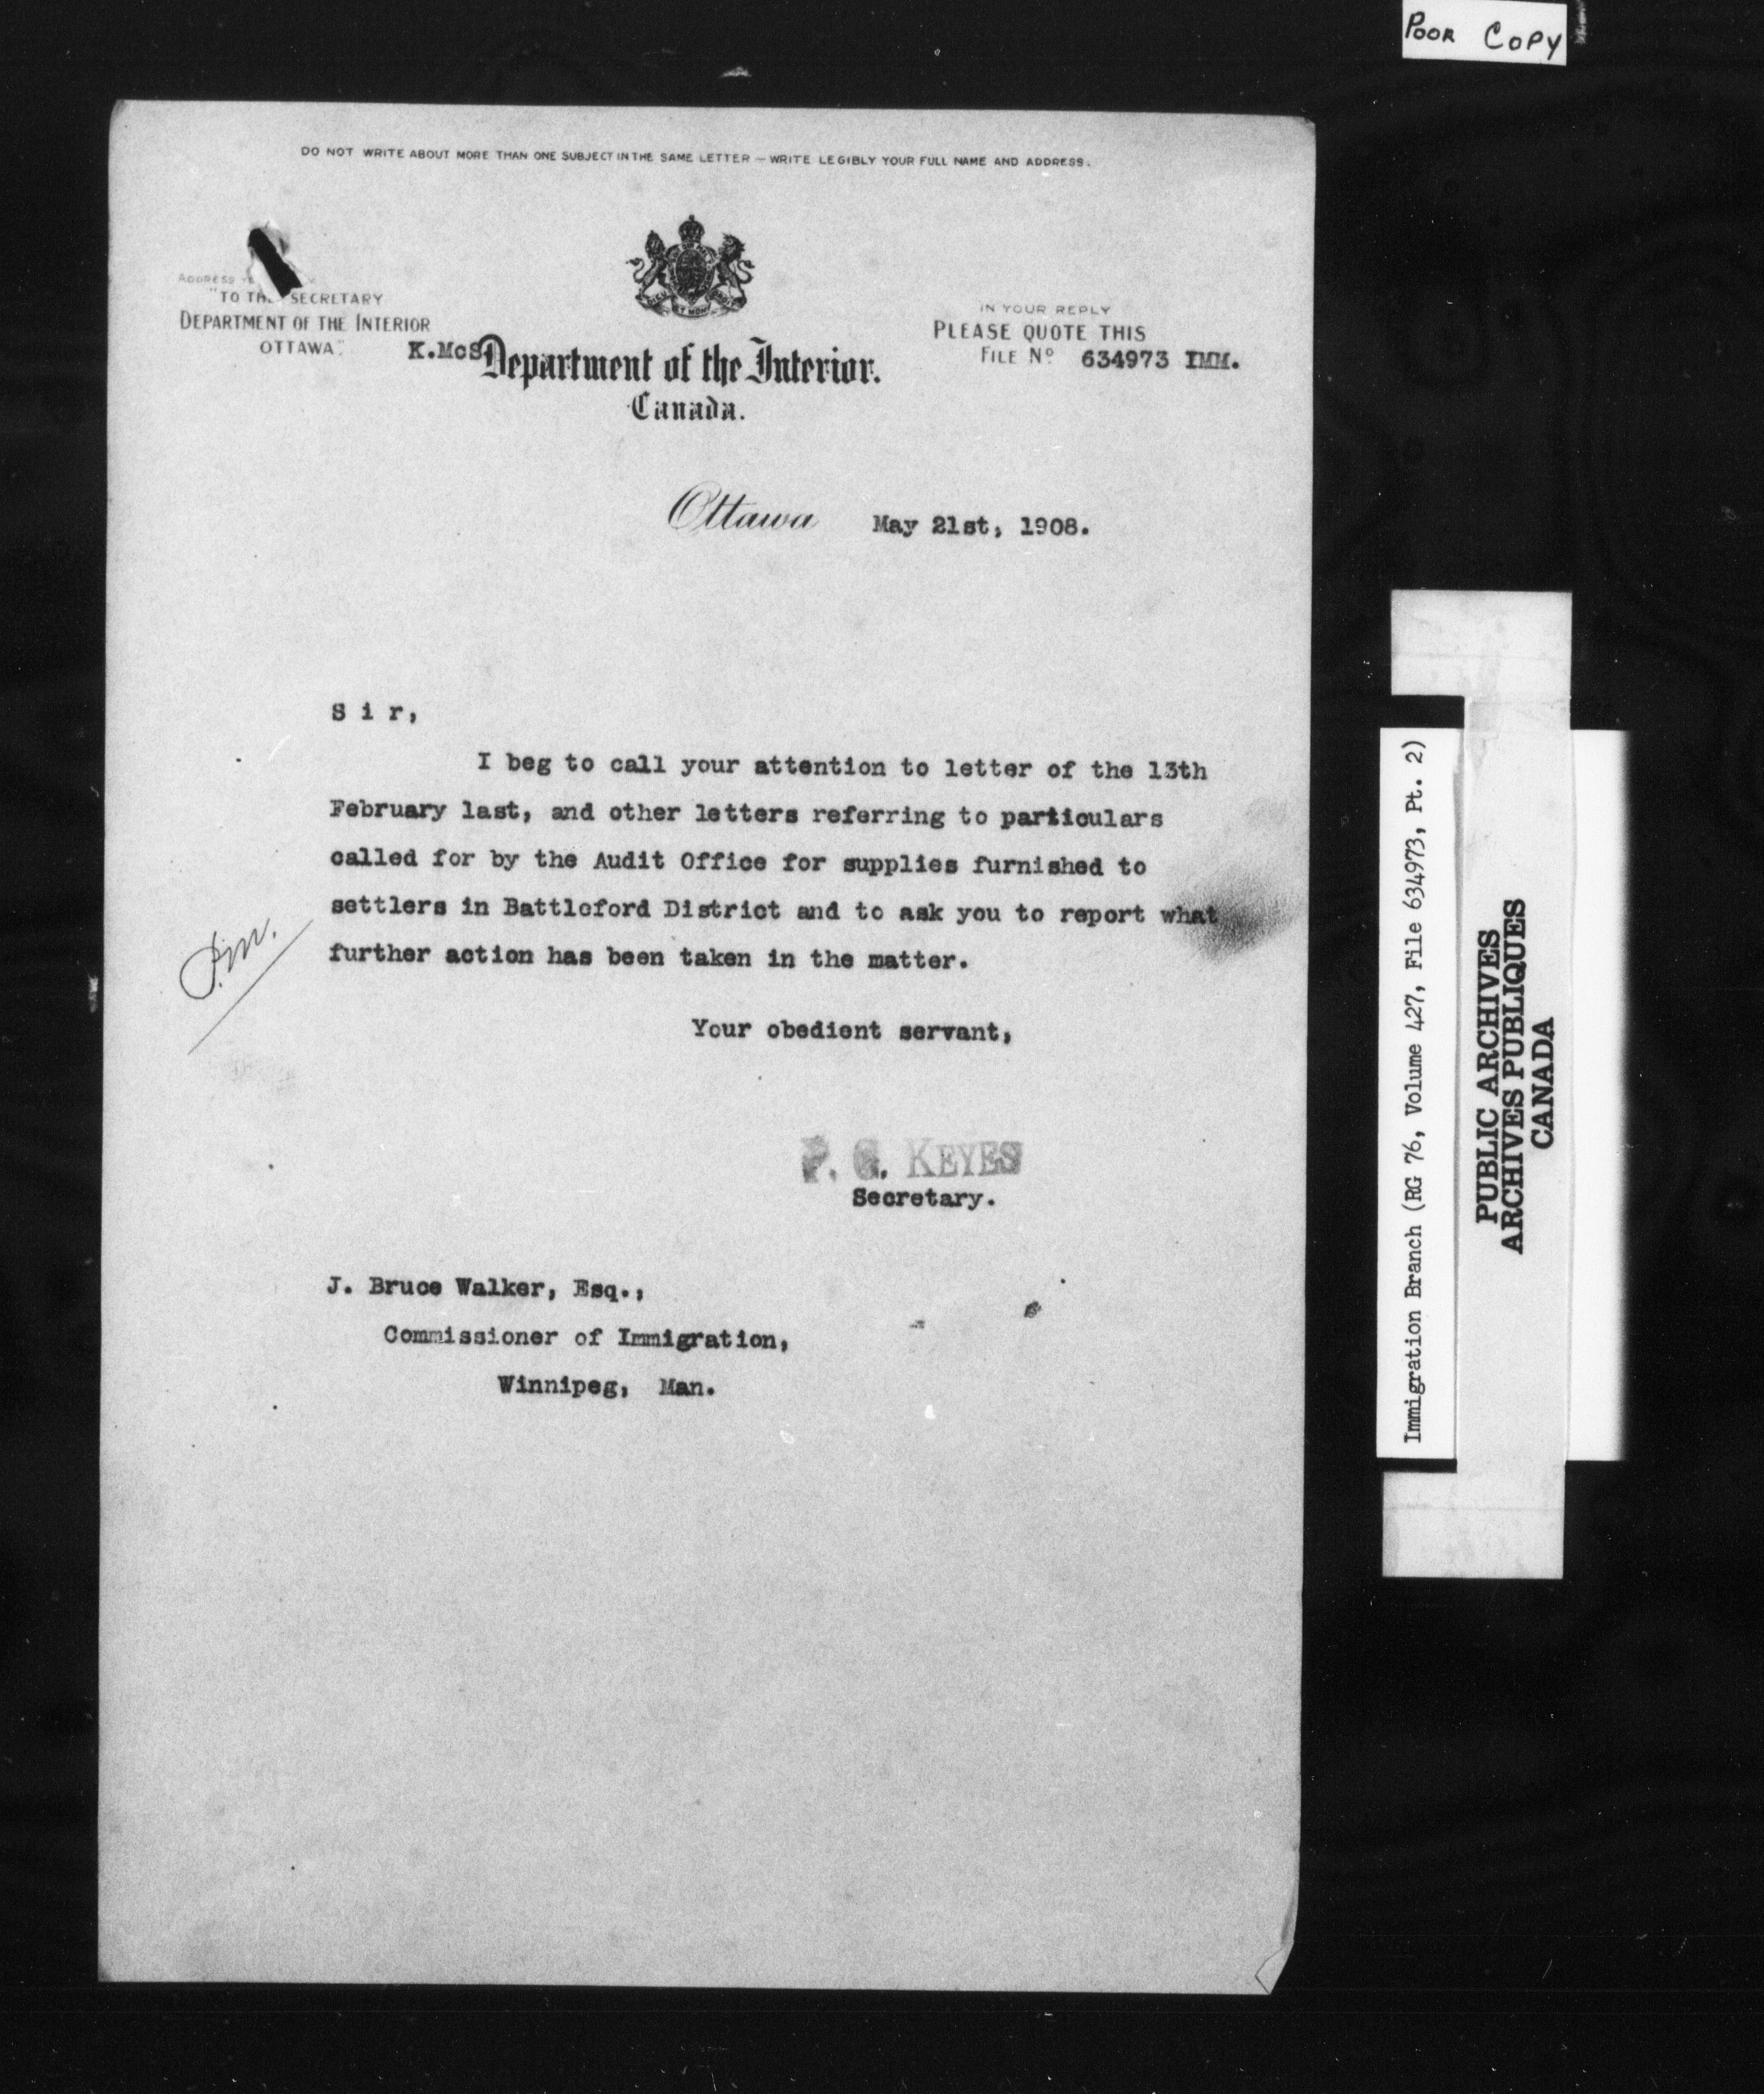 POOR COPY
DO NOT WRITE ABOUT MORE THAN ONE SUBJECT IN THE SAME LETTER — WRITE LEGIBLY YOUR FULL NAME AND ADDRESS.
ADDRESS
"TO THE SECRETARY
DEPARTMENT OF THE INTERIOR
OTTAWA."
K.McS
IN YOUR REPLY
PLEASE QUOTE THIS
FILE No 634973 IMM.
Department of the Interior.
Canada.
Ottawa May 21st, 1908.
S i r,
I beg to call your attention to letter of the 13th
February last, and other letters referring to particulars
called for by the Audit Office for supplies furnished to
settlers in Battleford District and to ask you to report what
further action has been taken in the matter.
Your obedient servant,
P. G. KEYES
Secretary.
J. Bruce Walker, Esq.,
Commissioner of Immigration,
Winnipeg, Man.
Immigration Branch (RG 76, Volume 427, File 634973, Pt. 2)
PUBLIC ARCHIVES
ARCHIVES PUBLIQUES
CANADA